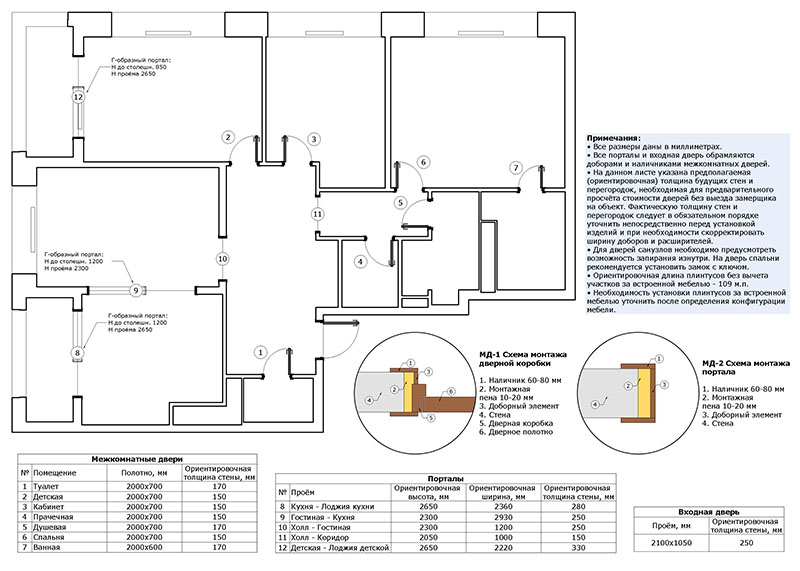 Г-образный портал:
Н до столешн. 850
Н проёма 2650
12
2
3
6
7
5
11
4
10
Г-образный портал:
Н до столешн. 1200
Н проёма 2300
9
Г-образный портал:
Н до столешн. 1200
Н проёма 2650
8
1
Примечания:
• Все размеры даны в миллиметрах.
• Все порталы и входная дверь обрамляются
доборами и наличниками межкомнатных дверей.
• На данном листе указана предполагаемая
(ориентировочная) толщина будущих стен и
перегородок, необходимая для предварительного
просчёта стоимости дверей без выезда замерщика
на объект. Фактическую толщину стен и
перегородок следует в обязательном порядке
уточнить непосредственно перед установкой
изделий и при необходимости скорректировать
ширину доборов и расширителей.
• Для дверей санузлов необходимо предусмотреть
возможность запирания изнутри. На дверь спальни
рекомендуется установить замок с ключом.
• Ориентировочная длина плинтусов без вычета
участков за встроенной мебелью - 109 м.п.
• Необходимость установки плинтусов за встроенной
мебелью уточнить после определения конфигурации
мебели.
1
2
3
4
5
6
МД-1 Схема монтажа
дверной коробки
1. Наличник 60-80 мм
2. Монтажная
пена 10-20 мм
3. Доборный элемент
4. Стена
5. Дверная коробка
6. Дверное полотно
1
2
3
4
МД-2 Схема монтажа
портала
1. Наличник 60-80 мм
2. Монтажная
пена 10-20 мм
3. Доборный элемент
4. Стена
Межкомнатные двери
№ Помещение Полотно, мм Ориентировочная толщина стены, мм
1 Туалет 2000х700 170
2 Детская 2000х700 150
3 Кабинет 2000х700 150
4 Прачечная 2000х700 150
5 Душевая 2000х700 170
6 Спальня 2000х700 150
7 Ванная 2000х600 170
Порталы
№ Проём Ориентировочная высота, мм Ориентировочная ширина, мм Ориентировочная толщина стены, мм
8 Кухня - Лоджия кухни 2650 2360 280
9 Гостиная - Кухня 2300 2930 250
10 Холл - Гостиная 2300 1200 250
11 Холл - Коридор 2050 1000 150
12 Детская - Лоджия детской 2650 2220 330
Входная дверь
Проём, мм Ориентировочная толщина стены, мм
2100х1050 250